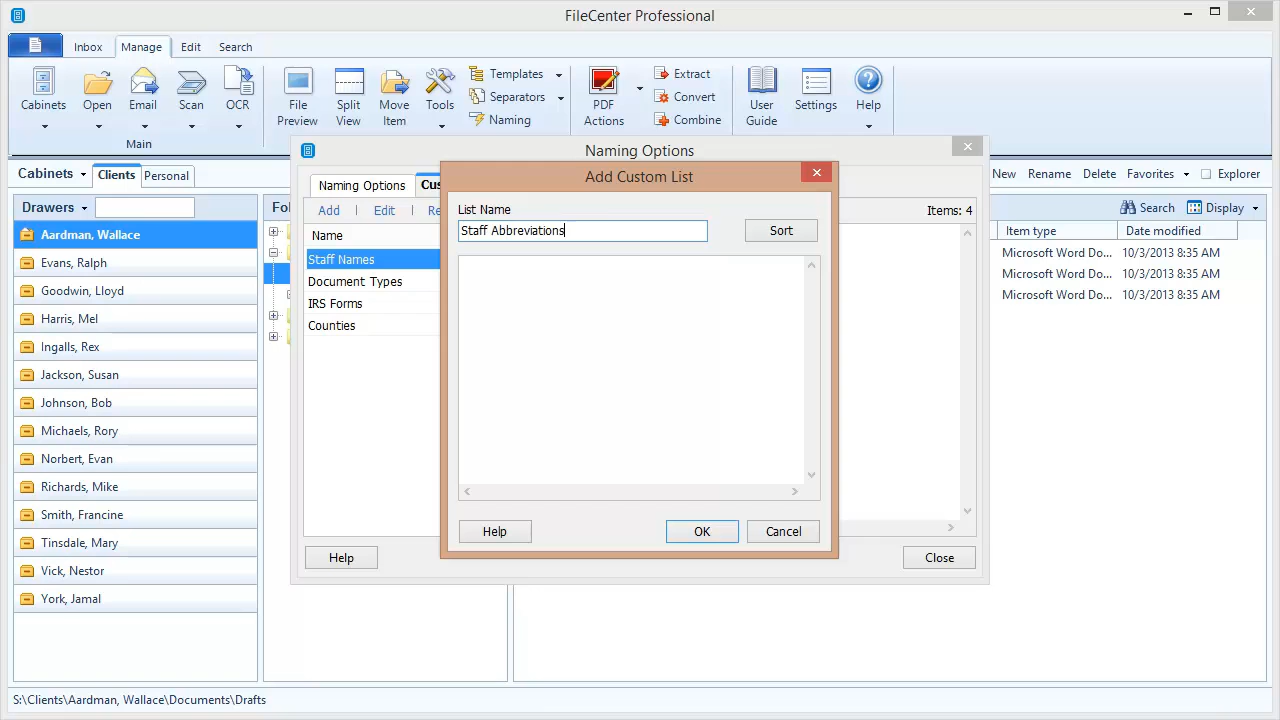 FileCenter Professional
Inbox Manage Edit Search
Cabinets Open Email Scan OCR
Main
File Preview
Split View
Move Item
Tools
Templates
Separators
Naming
PDF Actions
Extract
Convert
Combine
User Guide
Settings
Help
Cabinets Clients Personal
New Rename Delete Favorites Explorer
Drawers
Aardman, Wallace
Evans, Ralph
Goodwin, Lloyd
Harris, Mel
Ingalls, Rex
Jackson, Susan
Johnson, Bob
Michaels, Rory
Norbert, Evan
Richards, Mike
Smith, Francine
Tinsdale, Mary
Vick, Nestor
York, Jamal
Fol
Search Display
Item type Date modified
Microsoft Word Do... 10/3/2013 8:35 AM
Microsoft Word Do... 10/3/2013 8:35 AM
Microsoft Word Do... 10/3/2013 8:35 AM
Naming Options
Naming Options Cus
Add Edit Re
Items: 4
Name
Staff Names
Document Types
IRS Forms
Counties
Help
Close
Add Custom List
List Name
Staff Abbreviations
Sort
Help OK Cancel
S:\Clients\Aardman, Wallace\Documents\Drafts